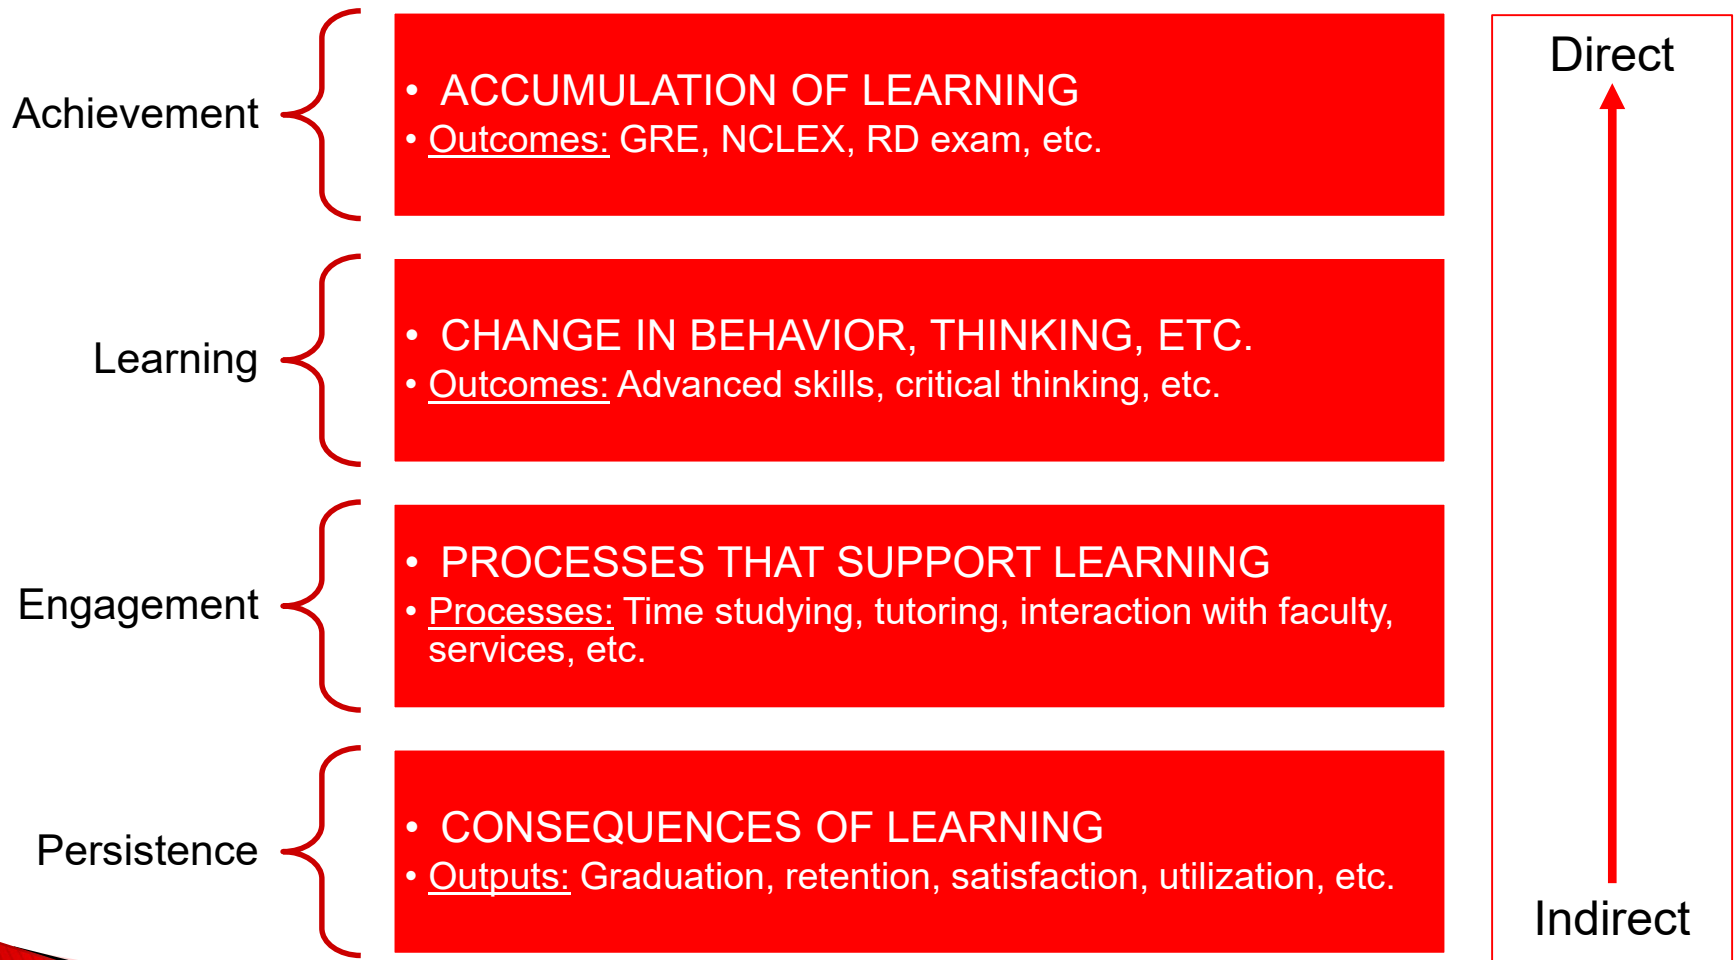 Achievement
• ACCUMULATION OF LEARNING
• Outcomes: GRE, NCLEX, RD exam, etc.
Learning
• CHANGE IN BEHAVIOR, THINKING, ETC.
• Outcomes: Advanced skills, critical thinking, etc.
Engagement
• PROCESSES THAT SUPPORT LEARNING
• Processes: Time studying, tutoring, interaction with faculty,
services, etc.
Persistence
• CONSEQUENCES OF LEARNING
• Outputs: Graduation, retention, satisfaction, utilization, etc.
Direct
Indirect